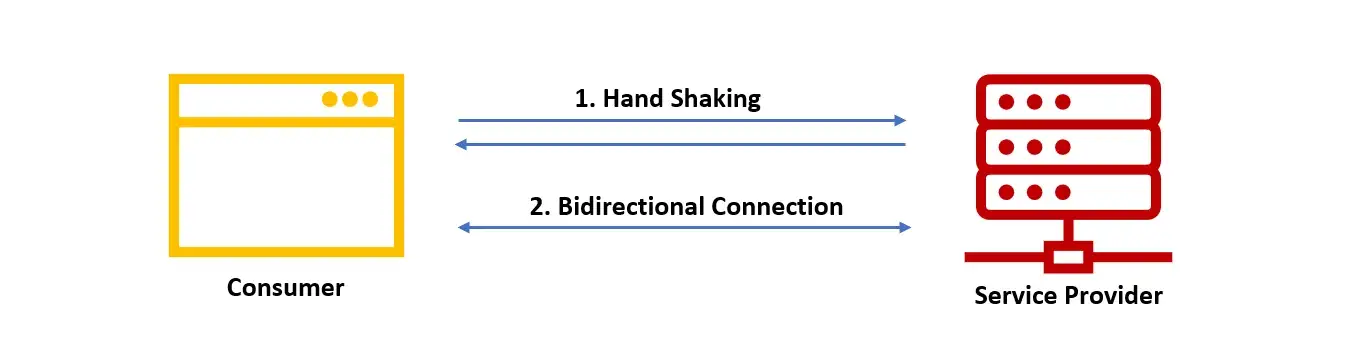 1. Hand Shaking
2. Bidirectional Connection
Consumer
Service Provider